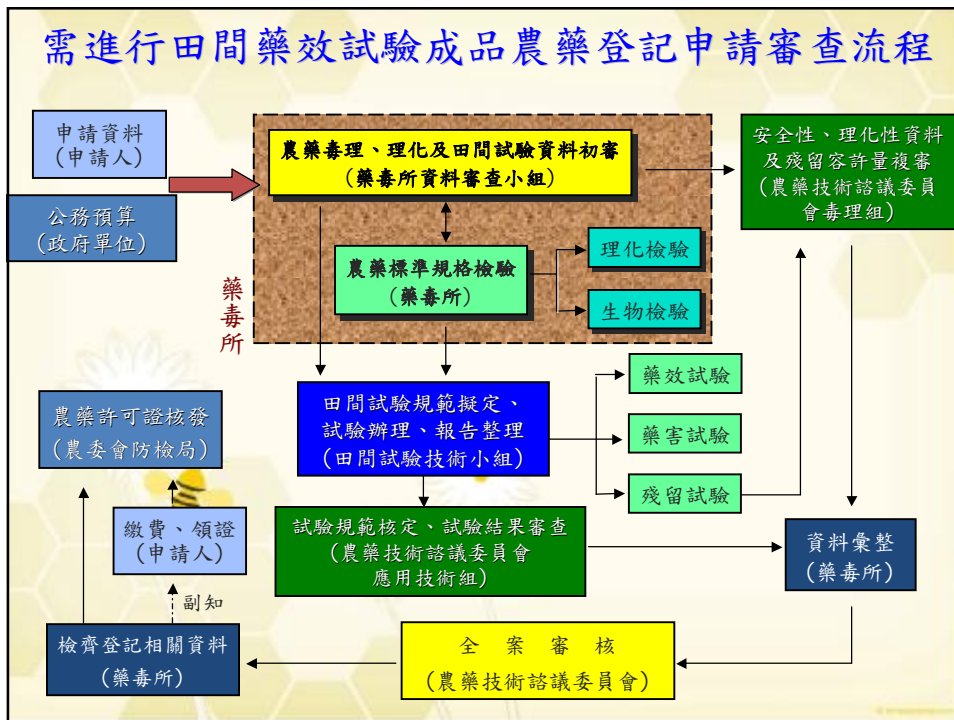 需進行田間藥效試驗成品農藥登記申請審查流程
申請資料
(申請人)
公務預算
(政府單位)
農藥毒理、理化及田間試驗資料初審
(藥毒所資料審查小組)
安全性、理化性資料
及殘留容許量複審
(農藥技術諮議委員
會毒理組)
農藥標準規格檢驗
(藥毒所)
理化檢驗
生物檢驗
藥毒所
田間試驗規範擬定、
試驗辦理、報告整理
(田間試驗技術小組)
藥效試驗
藥害試驗
殘留試驗
農藥許可證核發
(農委會防檢局)
繳費、領證
(申請人)
試驗規範核定、試驗結果審查
(農藥技術諮議委員會
應用技術組)
資料彙整
(藥毒所)
副知
檢齊登記相關資料
(藥毒所)
全案審核
(農藥技術諮議委員會)